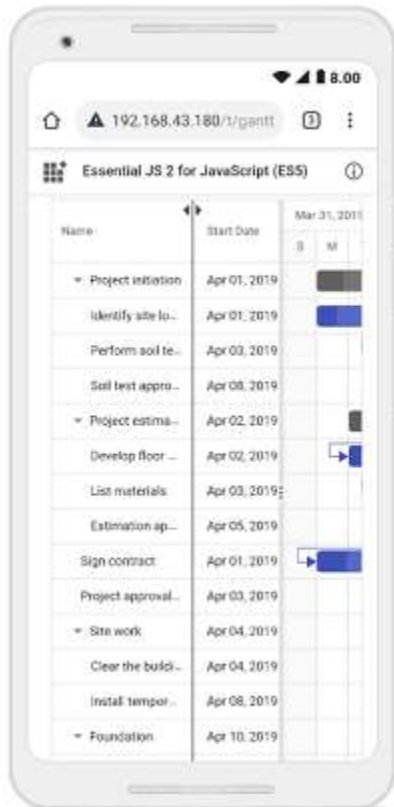 8.00
192.168.43.180/t/gantt
3
Essential JS 2 for JavaScript (ES5)
Mar 31, 2019
Name Start Date
S M
Project initiation Apr 01, 2019
Identify site lo... Apr 01, 2019
Perform soil te... Apr 03, 2019
Soil test appro... Apr 08, 2019
Project estima... Apr 02, 2019
Develop floor ... Apr 02, 2019
List materials Apr 03, 2019
Estimation ap... Apr 05, 2019
Sign contract Apr 01, 2019
Project approval... Apr 03, 2019
Site work Apr 04, 2019
Clear the buildi... Apr 04, 2019
Install tempor... Apr 08, 2019
Foundation Apr 10, 2019